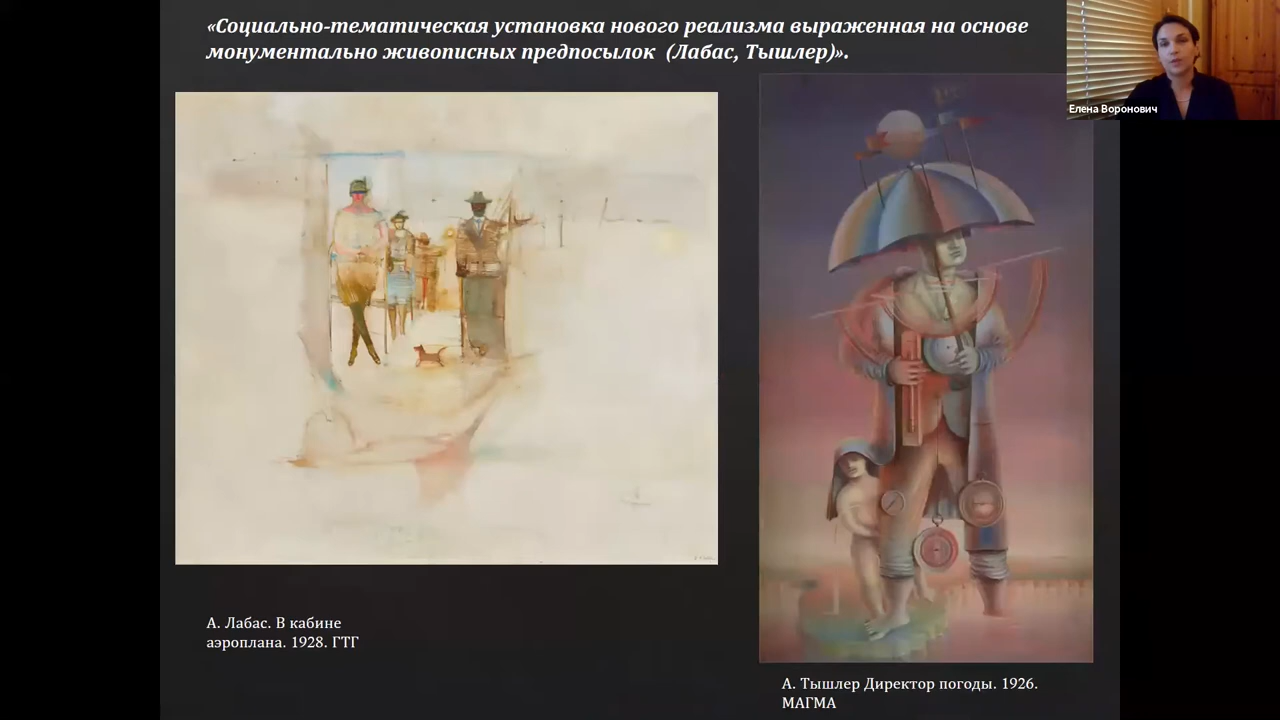 «Социально-тематическая установка нового реализма выраженная на основе
монументально живописных предпосылок (Лабас, Тышлер)».
Елена Воронович
А. Лабас. В кабине
аэроплана. 1928. ГТГ
А. Тышлер Директор погоды. 1926.
МАГМА